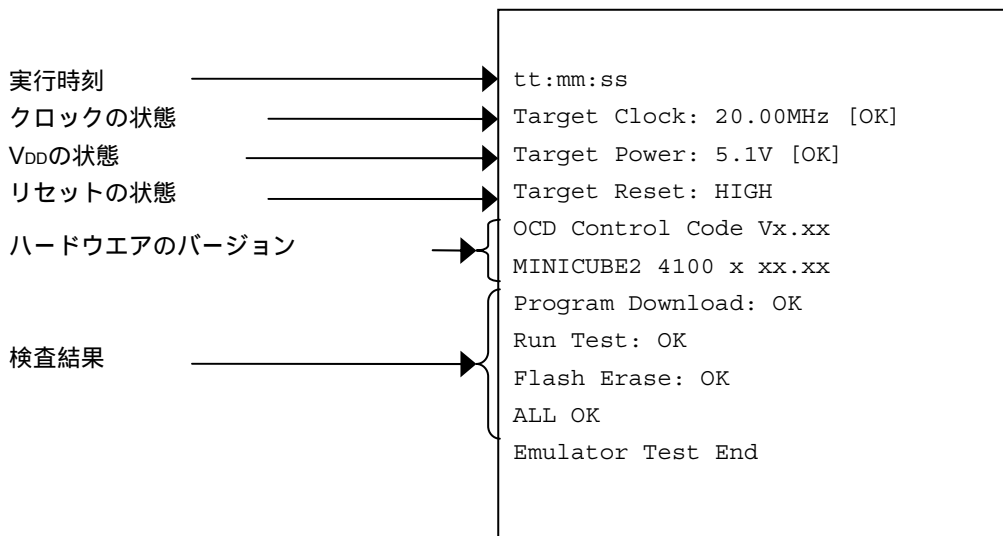 実行時刻
tt:mm:ss
クロックの状態
Target Clock: 20.00MHz [OK]
VDDの状態
Target Power: 5.1V [OK]
リセットの状態
Target Reset: HIGH
ハードウエアのバージョン
OCD Control Code Vx.xx
MINICUBE2 4100 x xx.xx
検査結果
Program Download: OK
Run Test: OK
Flash Erase: OK
ALL OK
Emulator Test End